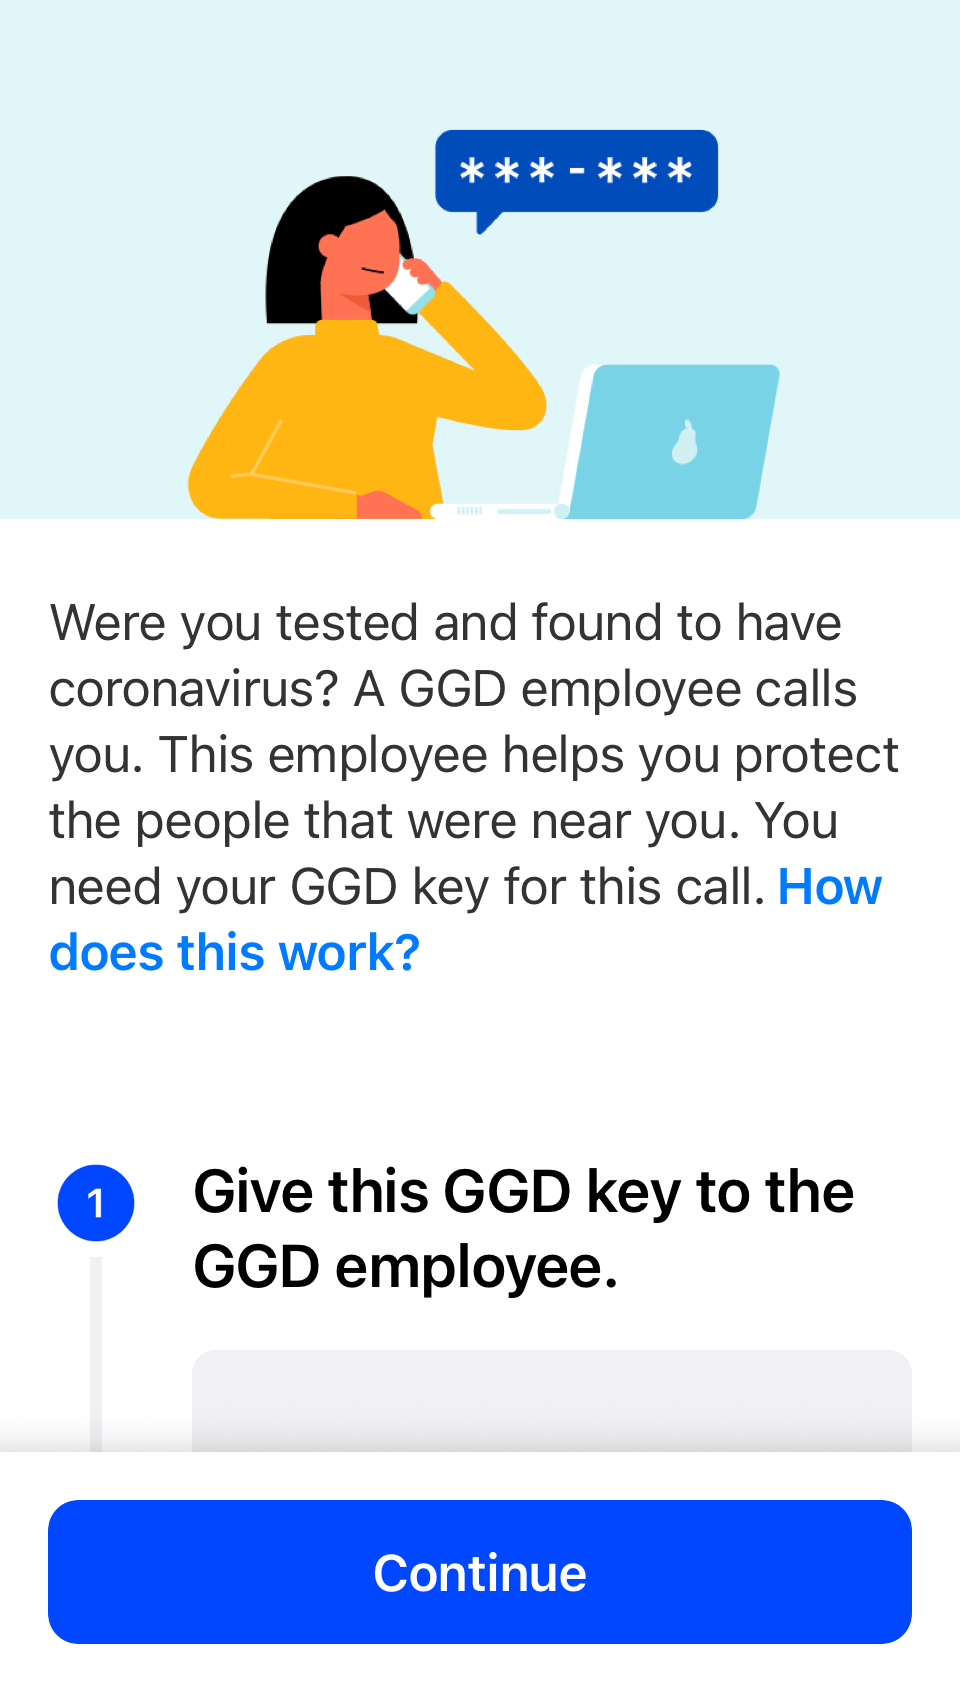 ***-***
Were you tested and found to have
coronavirus? A GGD employee calls
you. This employee helps you protect
the people that were near you. You
need your GGD key for this call. How
does this work?
1
Give this GGD key to the
GGD employee.
Continue